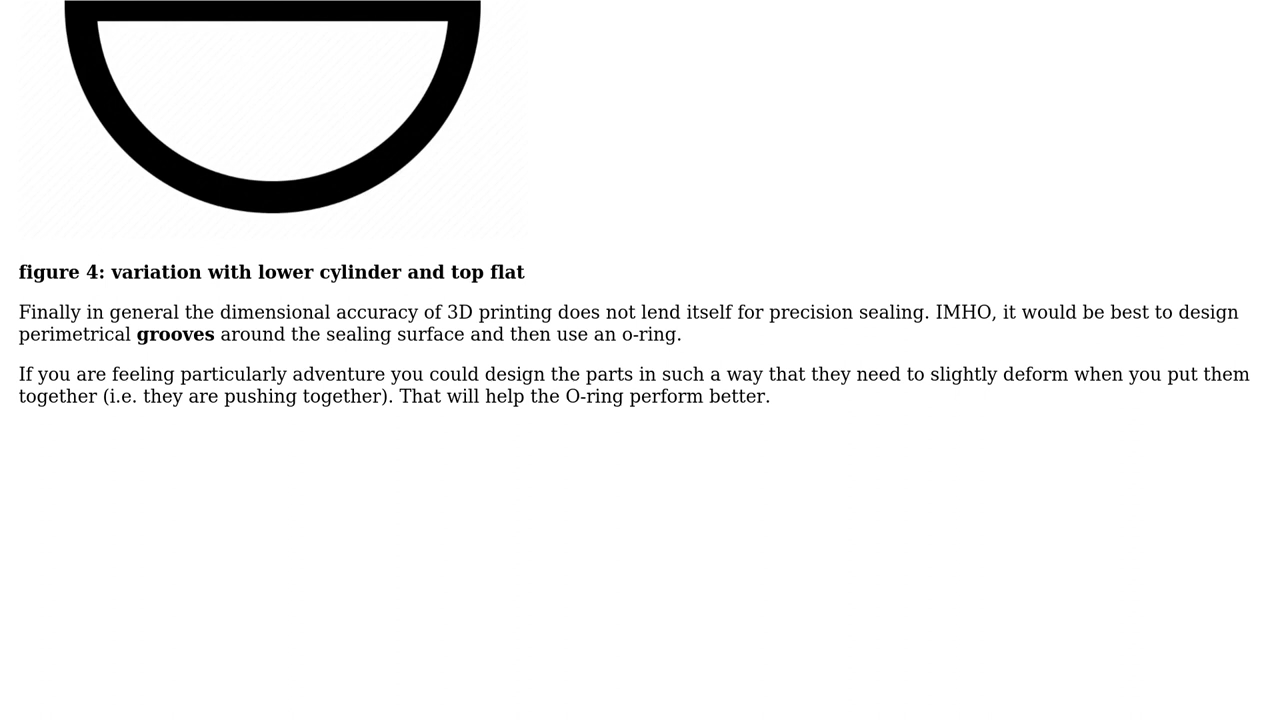 figure 4: variation with lower cylinder and top flat
Finally in general the dimensional accuracy of 3D printing does not lend itself for precision sealing. IMHO, it would be best to design
perimetrical grooves around the sealing surface and then use an o-ring.
If you are feeling particularly adventure you could design the parts in such a way that they need to slightly deform when you put them
together (i.e. they are pushing together). That will help the O-ring perform better.